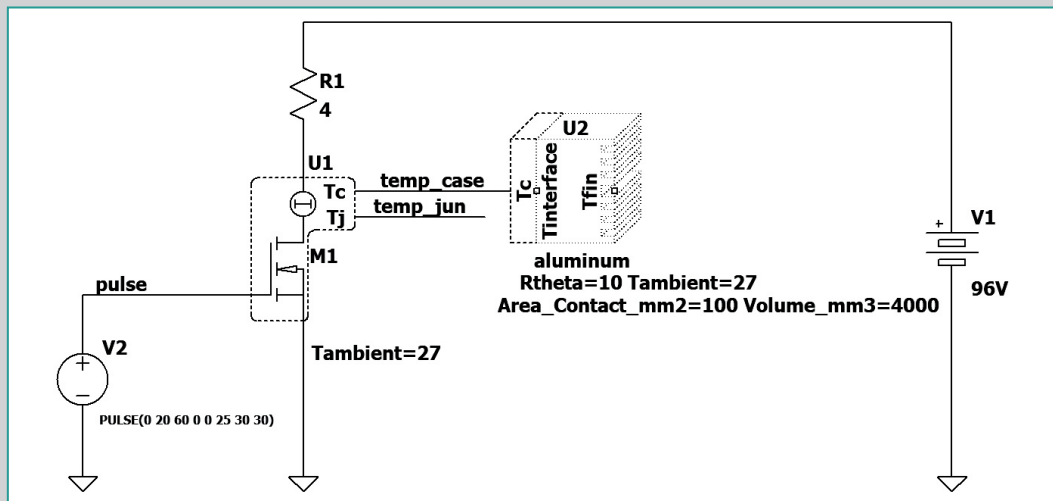 R1
4
U1
Tc
temp_case
Tj
temp_jun
M1
U2
Tc
Tinterface
Tfin
aluminum
Rtheta=10 Tambient=27
Area_Contact_mm2=100 Volume_mm3=4000
+
V1
96V
pulse
V2
+
−
Tambient=27
PULSE(0 20 60 0 0 25 30 30)